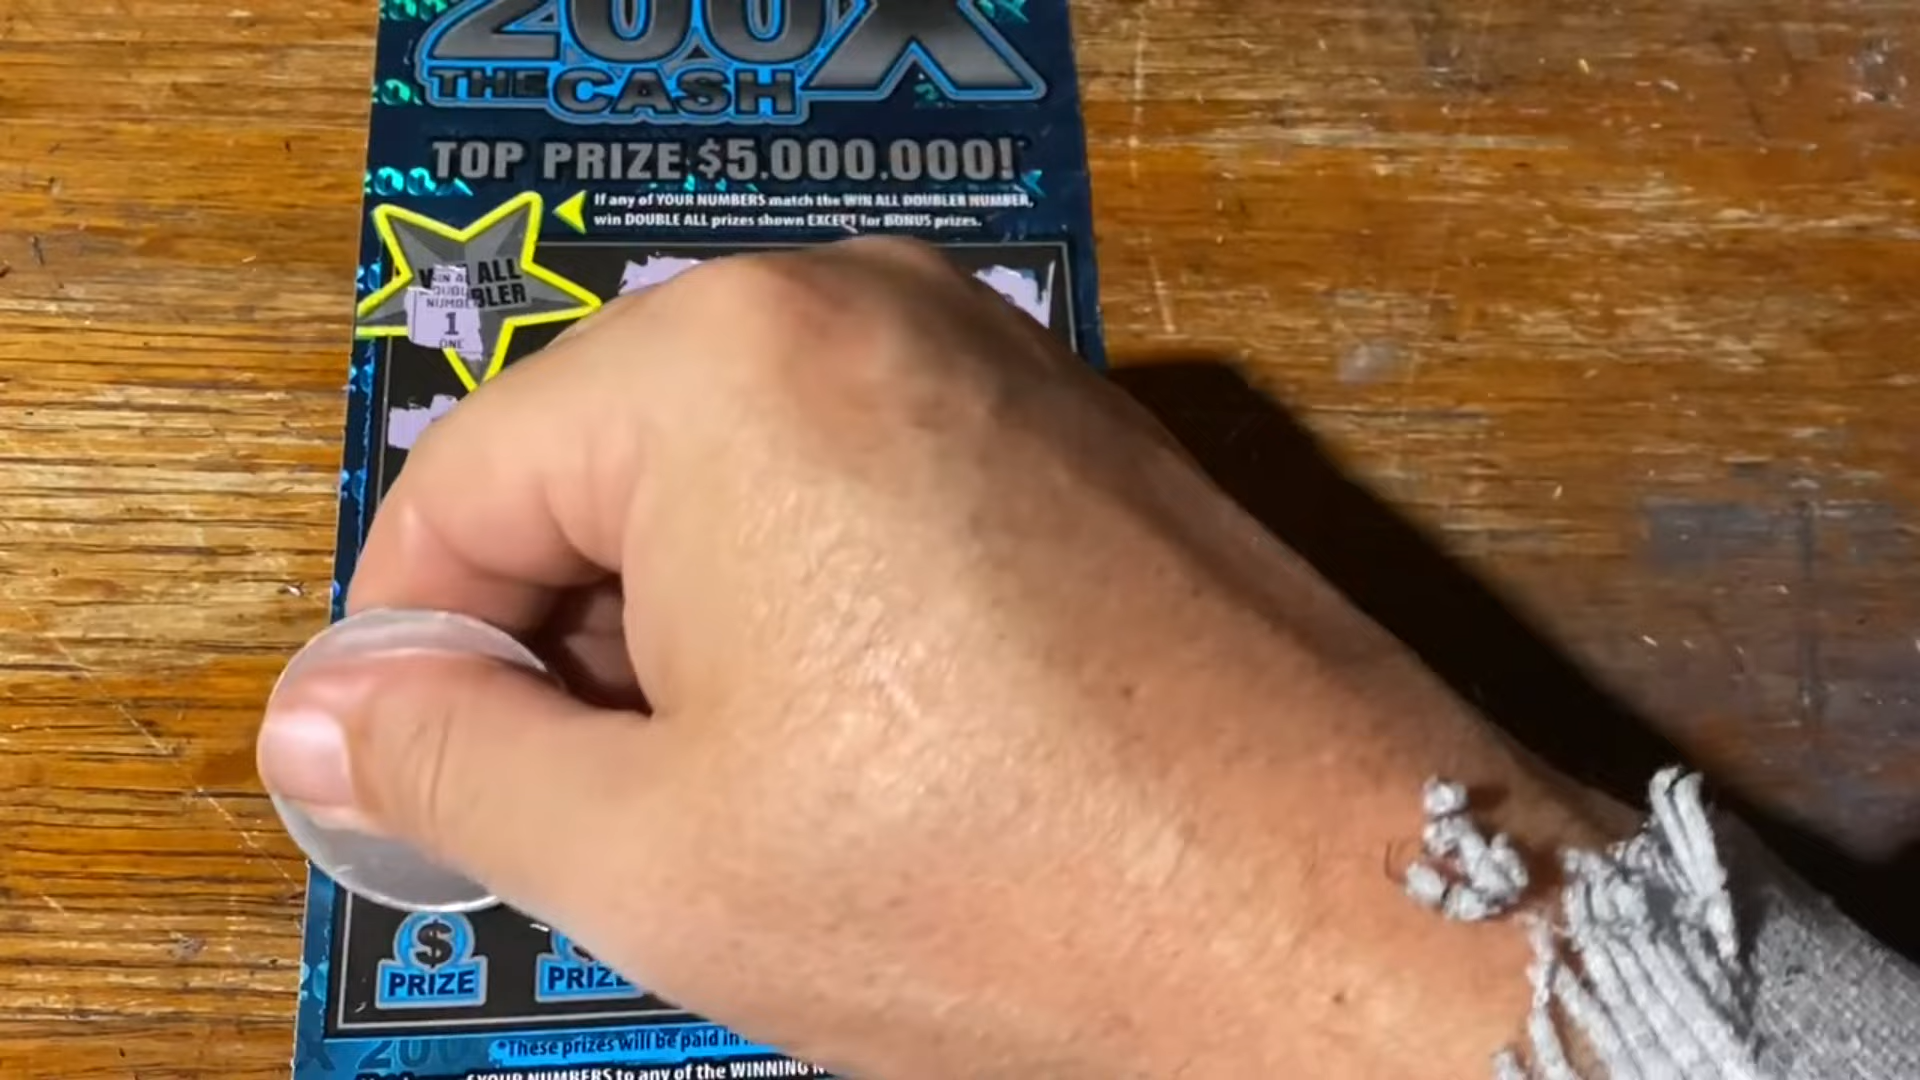 200X
THE CASH
TOP PRIZE $5,000,000!
If any of YOUR NUMBERS match the WIN ALL DOUBLER NUMBER,
win DOUBLE ALL prizes shown EXCEPT for BONUS prizes.
ALL
BLER
NUMBE
1
ONE
$ $
PRIZE PRIZE
200
*These prizes will be paid in
YOUR NUMBERS to any of the WINNING